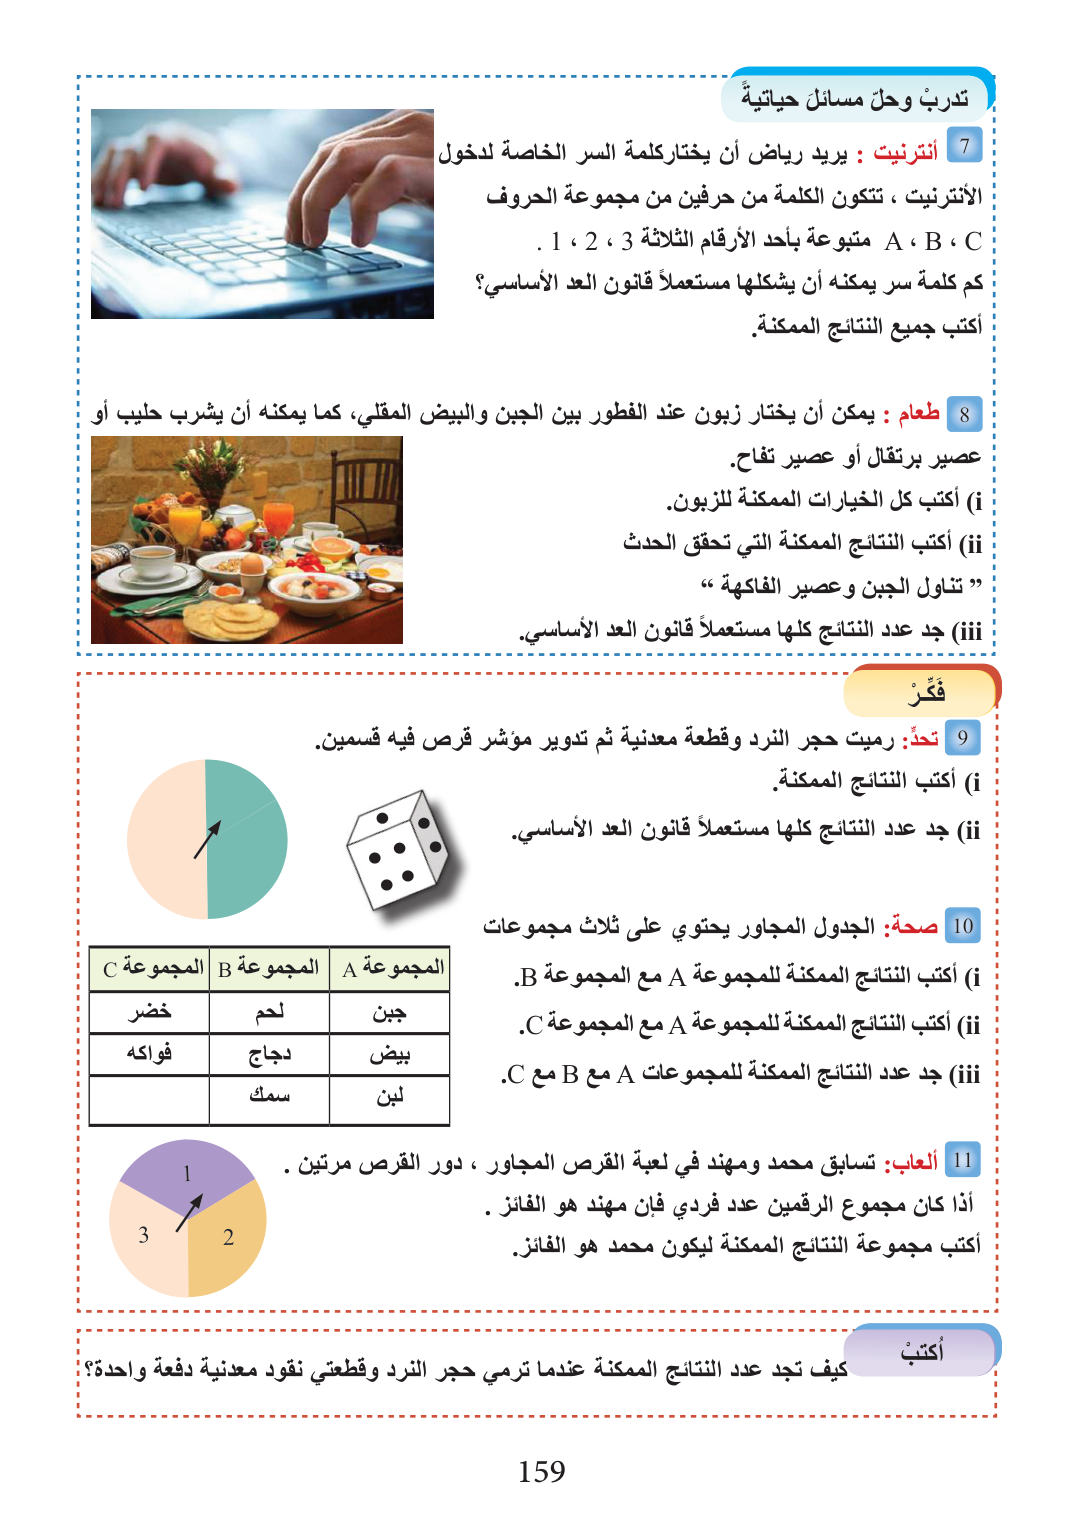 تدربْ وحلّ مسائلَ حياتيةً
7 أنترنيت : يريد رياض أن يختاركلمة السر الخاصة لدخول
الأنترنيت ، تتكون الكلمة من حرفين من مجموعة الحروف
A ، B ، C متبوعة بأحد الأرقام الثلاثة 3 ، 2 ، 1 .
كم كلمة سر يمكنه أن يشكلها مستعملاً قانون العد الأساسي؟
أكتب جميع النتائج الممكنة.
8 طعام : يمكن أن يختار زبون عند الفطور بين الجبن والبيض المقلي، كما يمكنه أن يشرب حليب أو
عصير برتقال أو عصير تفاح.
i) أكتب كل الخيارات الممكنة للزبون.
ii) أكتب النتائج الممكنة التي تحقق الحدث
” تناول الجبن وعصير الفاكهة “
iii) جد عدد النتائج كلها مستعملاً قانون العد الأساسي.
فَكِّـرْ
9 تحدٍّ: رميت حجر النرد وقطعة معدنية ثم تدوير مؤشر قرص فيه قسمين.
i) أكتب النتائج الممكنة.
ii) جد عدد النتائج كلها مستعملاً قانون العد الأساسي.
10 صحة: الجدول المجاور يحتوي على ثلاث مجموعات
i) أكتب النتائج الممكنة للمجموعة A مع المجموعة B.
ii) أكتب النتائج الممكنة للمجموعة A مع المجموعة C.
iii) جد عدد النتائج الممكنة للمجموعات A مع B مع C.
المجموعة A المجموعة B المجموعة C
جبن لحم خضر
بيض دجاج فواكه
لبن سمك
11 ألعاب: تسابق محمد ومهند في لعبة القرص المجاور ، دور القرص مرتين .
أذا كان مجموع الرقمين عدد فردي فإن مهند هو الفائز .
أكتب مجموعة النتائج الممكنة ليكون محمد هو الفائز.
1
3 2
اُكتبْ
كيف تجد عدد النتائج الممكنة عندما ترمي حجر النرد وقطعتي نقود معدنية دفعة واحدة؟
159